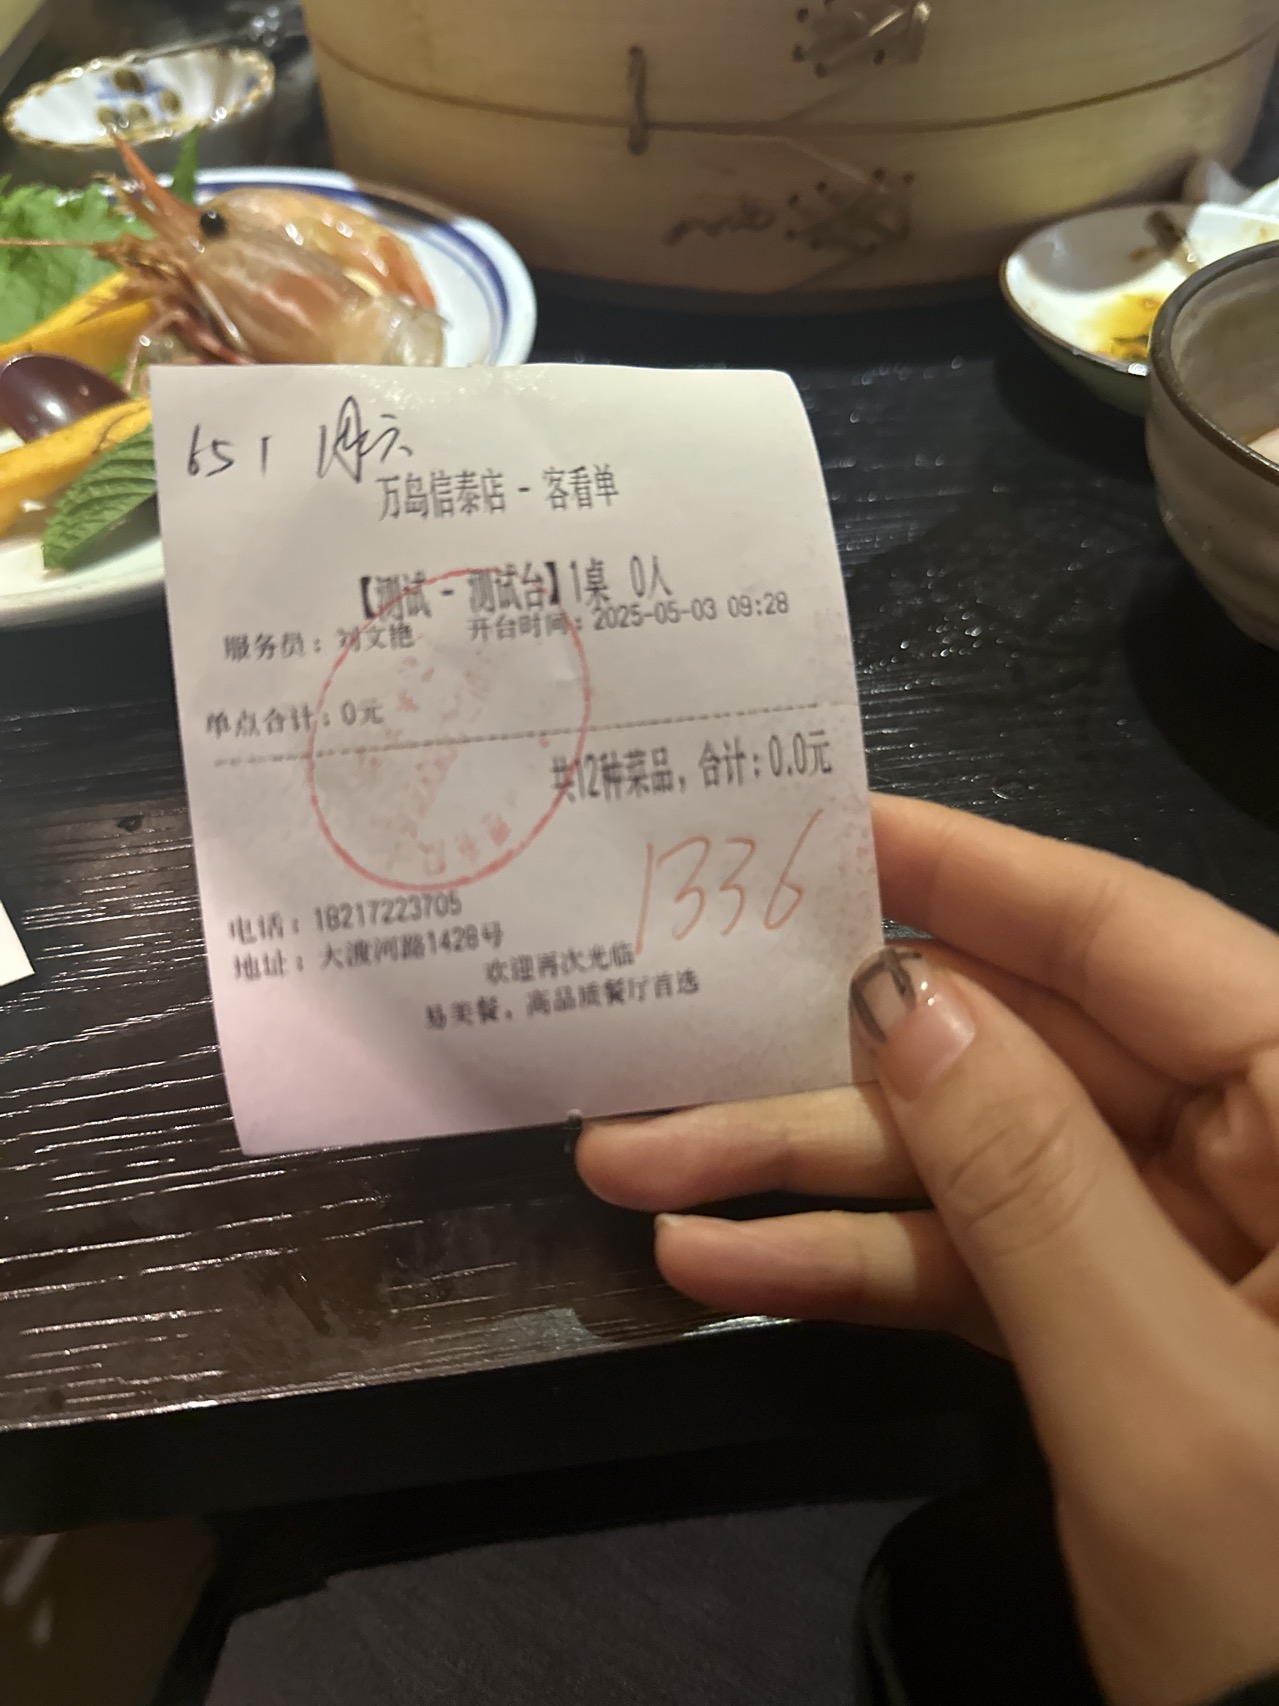 651 周六
万岛信泰店 - 客看单
【测试 - 测试台】1桌 0人
服务员：刘文艳 开台时间：2025-05-03 09:28
单点合计：0元
共12种菜品，合计：0.0元
1336
电话：18217223705
地址：大渡河路1428号
欢迎再次光临
易美餐，高品质餐厅首选